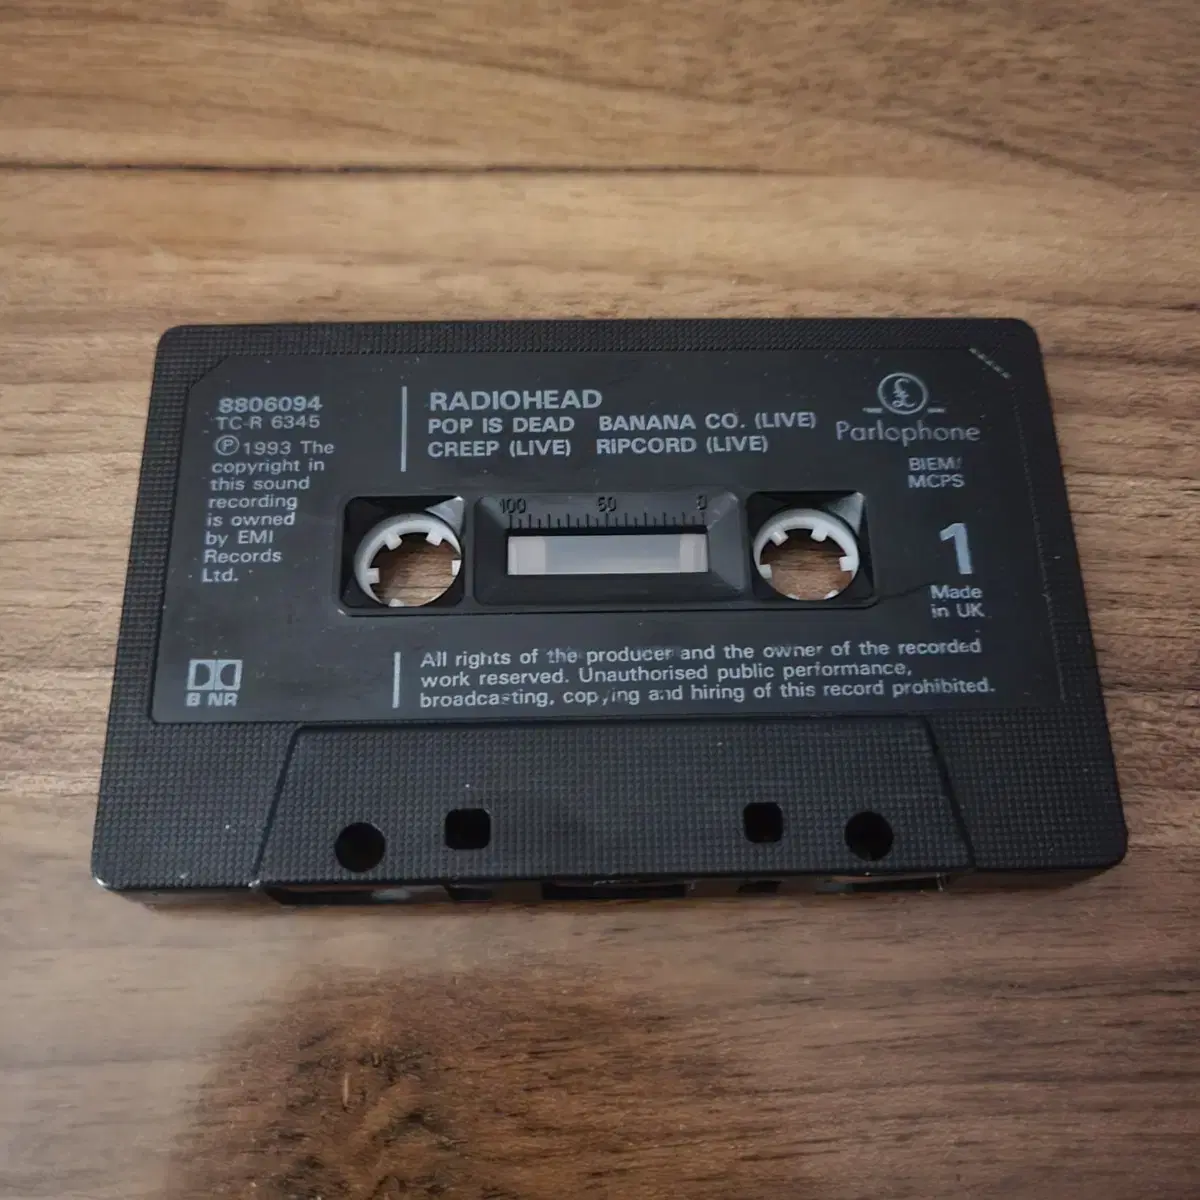 8806094
TC-R 6345
Ⓟ 1993 The
copyright in
this sound
recording
is owned
by EMI
Records
Ltd.
RADIOHEAD
POP IS DEAD BANANA CO. (LIVE)
CREEP (LIVE) RIPCORD (LIVE)
£
Parlophone
BIEM/
MCPS
100 50 0
1
Made
in UK
B NR
All rights of the producer and the owner of the recorded
work reserved. Unauthorised public performance,
broadcasting, copying and hiring of this record prohibited.